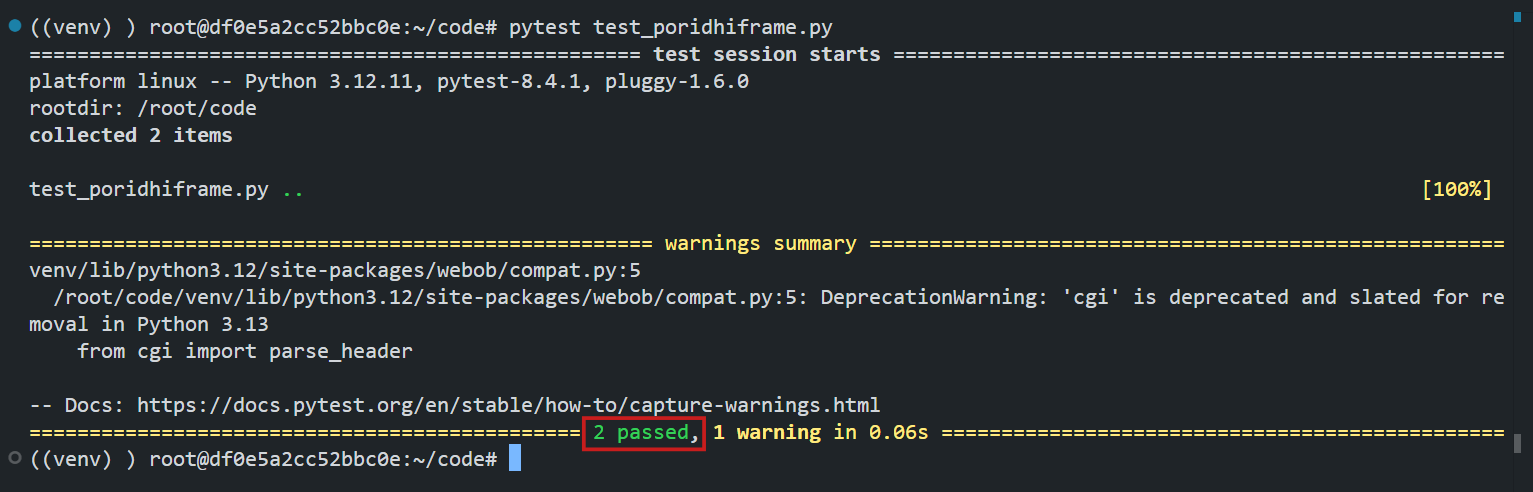 ((venv) ) root@df0e5a2cc52bbc0e:~/code# pytest test_poridhiframe.py
=================================================== test session starts ===================================================
platform linux -- Python 3.12.11, pytest-8.4.1, pluggy-1.6.0
rootdir: /root/code
collected 2 items
test_poridhiframe.py .. [100%]
==================================================== warnings summary =====================================================
venv/lib/python3.12/site-packages/webob/compat.py:5
/root/code/venv/lib/python3.12/site-packages/webob/compat.py:5: DeprecationWarning: 'cgi' is deprecated and slated for re
moval in Python 3.13
from cgi import parse_header
-- Docs: https://docs.pytest.org/en/stable/how-to/capture-warnings.html
============================================== 2 passed, 1 warning in 0.06s ===============================================
((venv) ) root@df0e5a2cc52bbc0e:~/code#